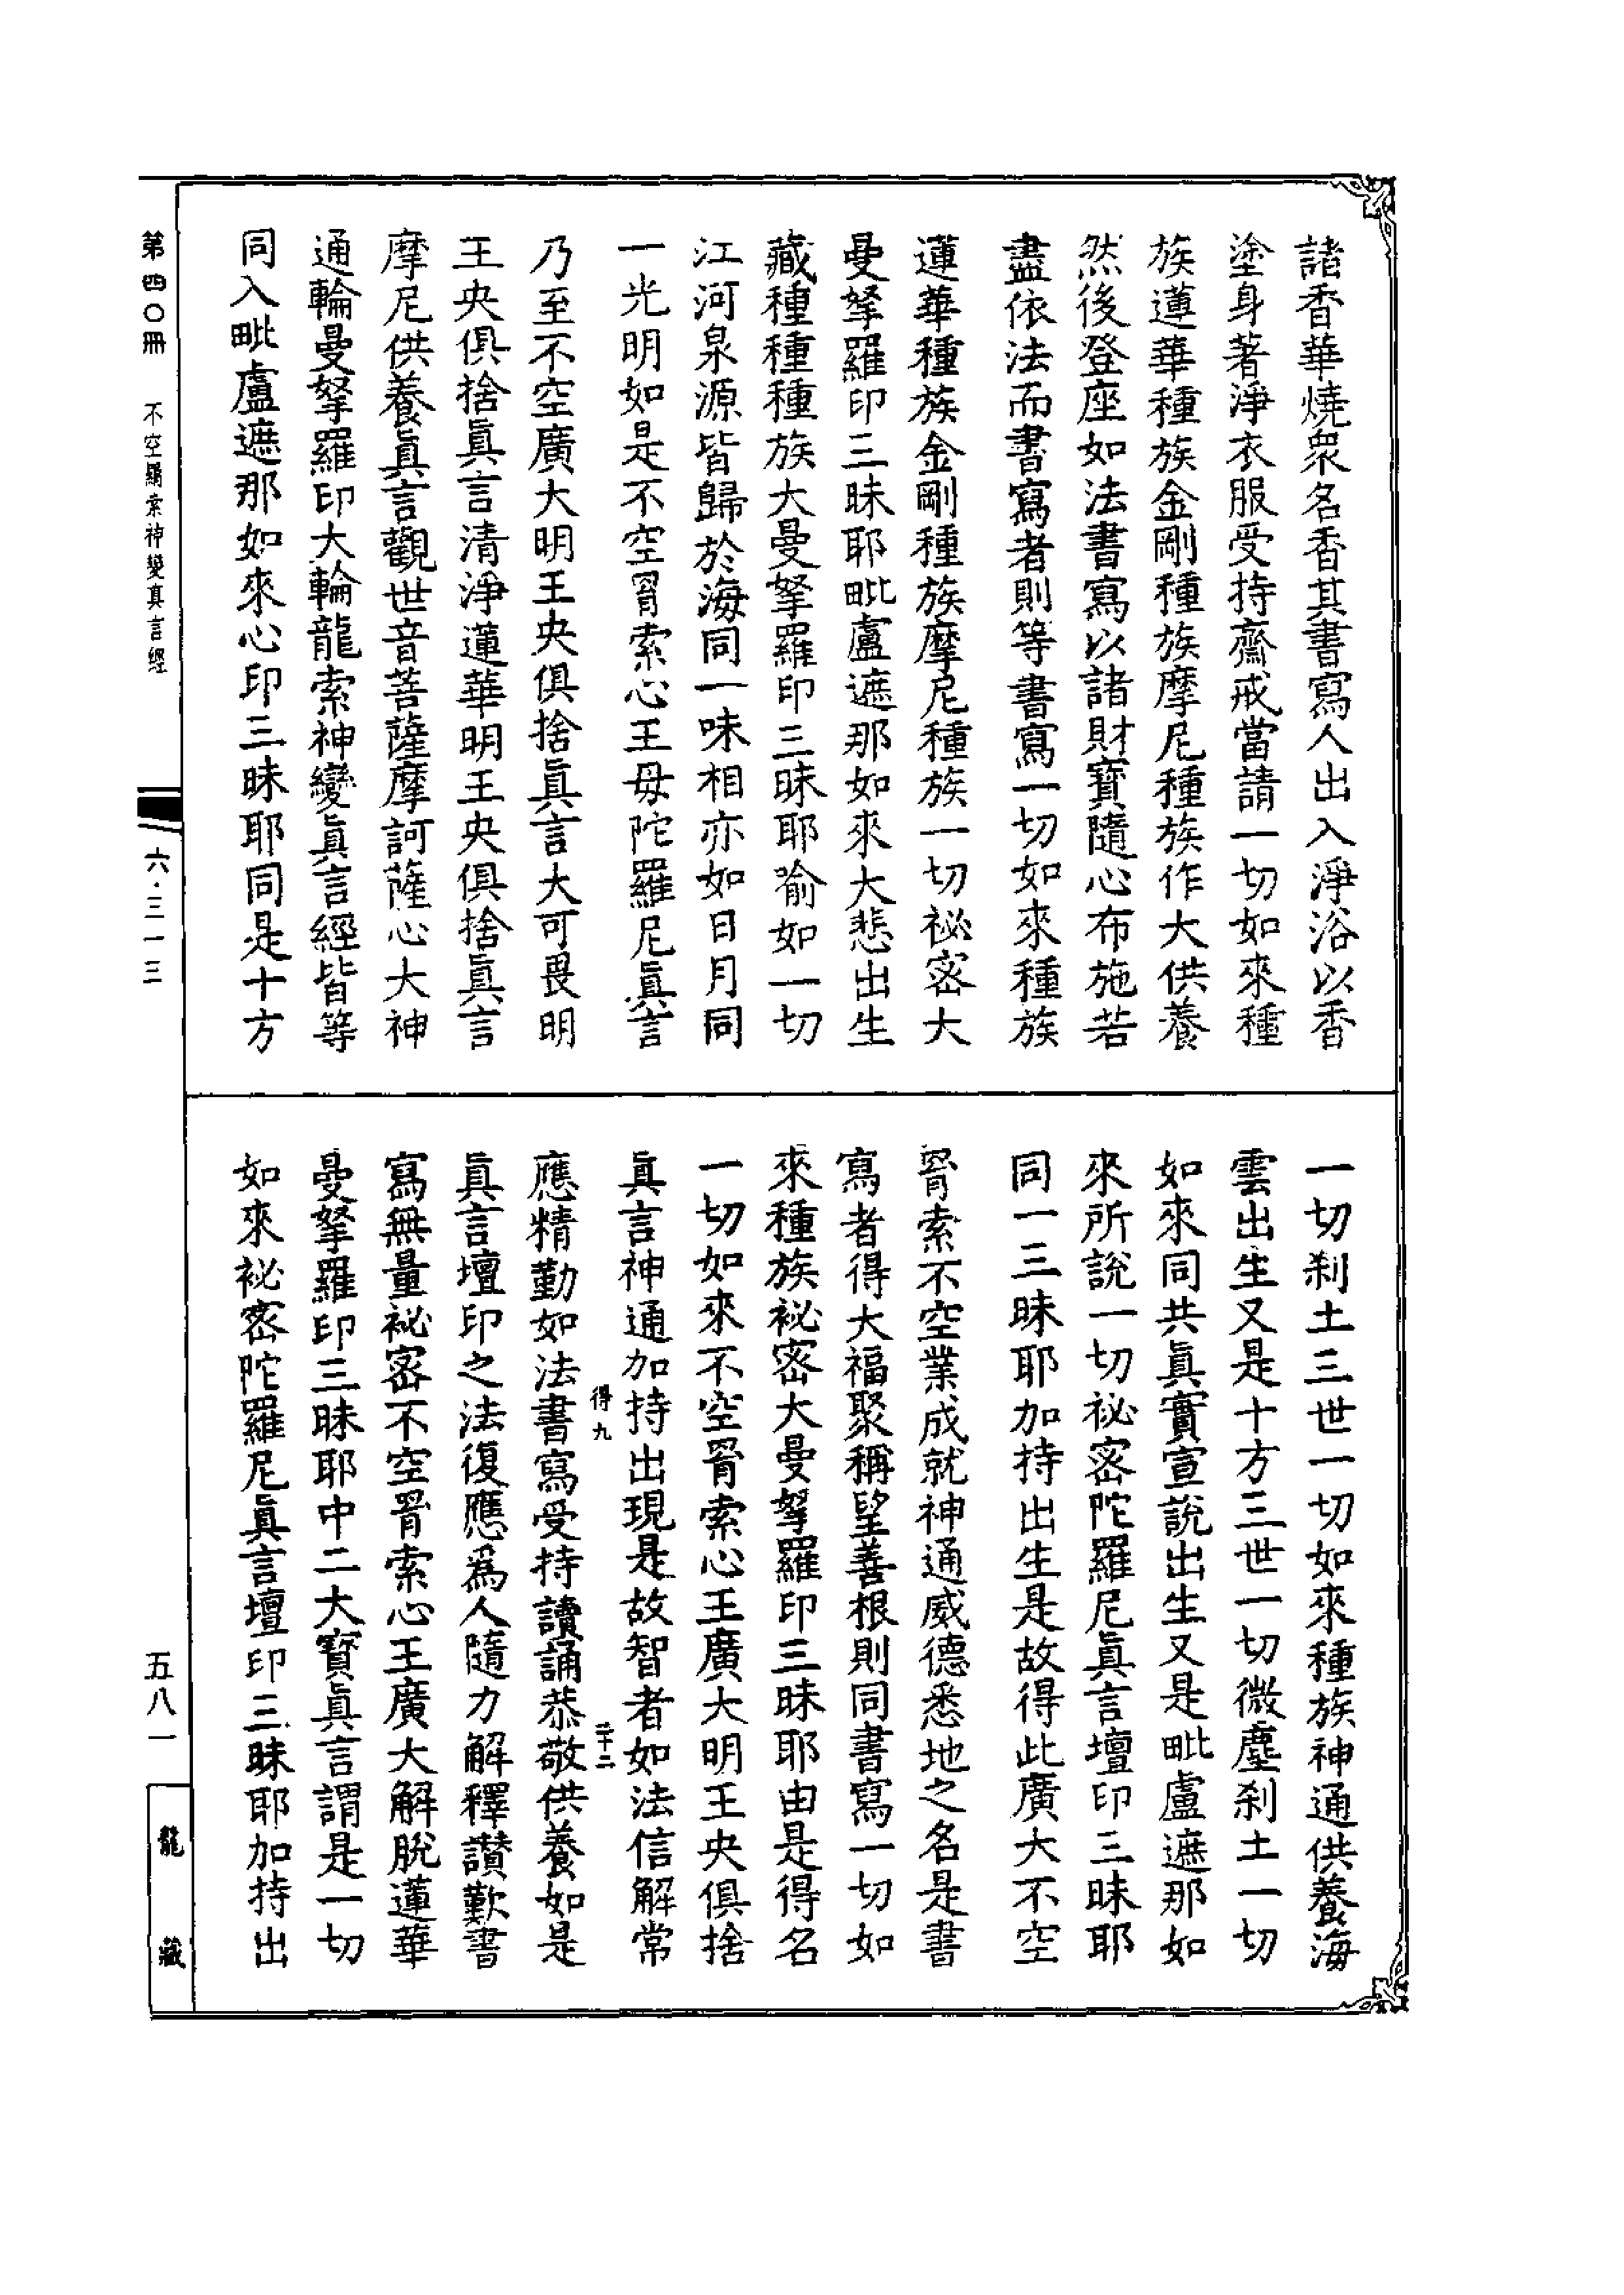 諸香華燒衆名香其書寫人出入淨浴以香
塗身著淨衣服受持齋戒當請一切如來種
族蓮華種族金剛種族摩尼種族作大供養
然後登座如法書寫以諸財寳隨心布施若
盡依法而書寫者則等書寫一切如來種族
蓮華種族金剛種族摩尼種族一切祕密大
曼拏羅印三昧耶毗盧遮那如來大悲出生
藏種種種族大曼拏羅印三昧耶喻如一切
江河泉源皆歸於海同一味相亦如日月同
一光明如是不空罥索心王母陀羅尼眞言
乃至不空廣大明王央俱捨眞言大可畏明
王央俱捨眞言清淨蓮華明王央俱捨眞言
摩尼供養眞言觀世音菩薩摩訶薩心大神
通輪曼拏羅印大輪龍索神變眞言經皆等
同入毗盧遮那如來心印三昧耶同是十方
一切刹土三世一切如來種族神通供養海
雲出生又是十方三世一切微塵刹土一切
如來同共眞實宣說出生又是毗盧遮那如
來所說一切祕密陀羅尼眞言壇印三昧耶
同一三昧耶加持出生是故得此廣大不空
罥索不空業成就神通威德悉地之名是書
寫者得大福聚稱望善根則同書寫一切如
來種族祕密大曼拏羅印三昧耶由是得名
一切如來不空罥索心王廣大明王央俱捨
眞言神通加持出現是故智者如法信解常
得九
二十二
應精勤如法書寫受持讀誦恭敬供養如是
眞言壇印之法復應爲人隨力解釋讃歎書
寫無量祕密不空罥索心王廣大解脫蓮華
曼拏羅印三昧耶中二大寳眞言謂是一切
如來祕密陀羅尼眞言壇印三昧耶加持出
第四〇冊
不空羂索神變真言經
六·三一三
五八一
龍藏